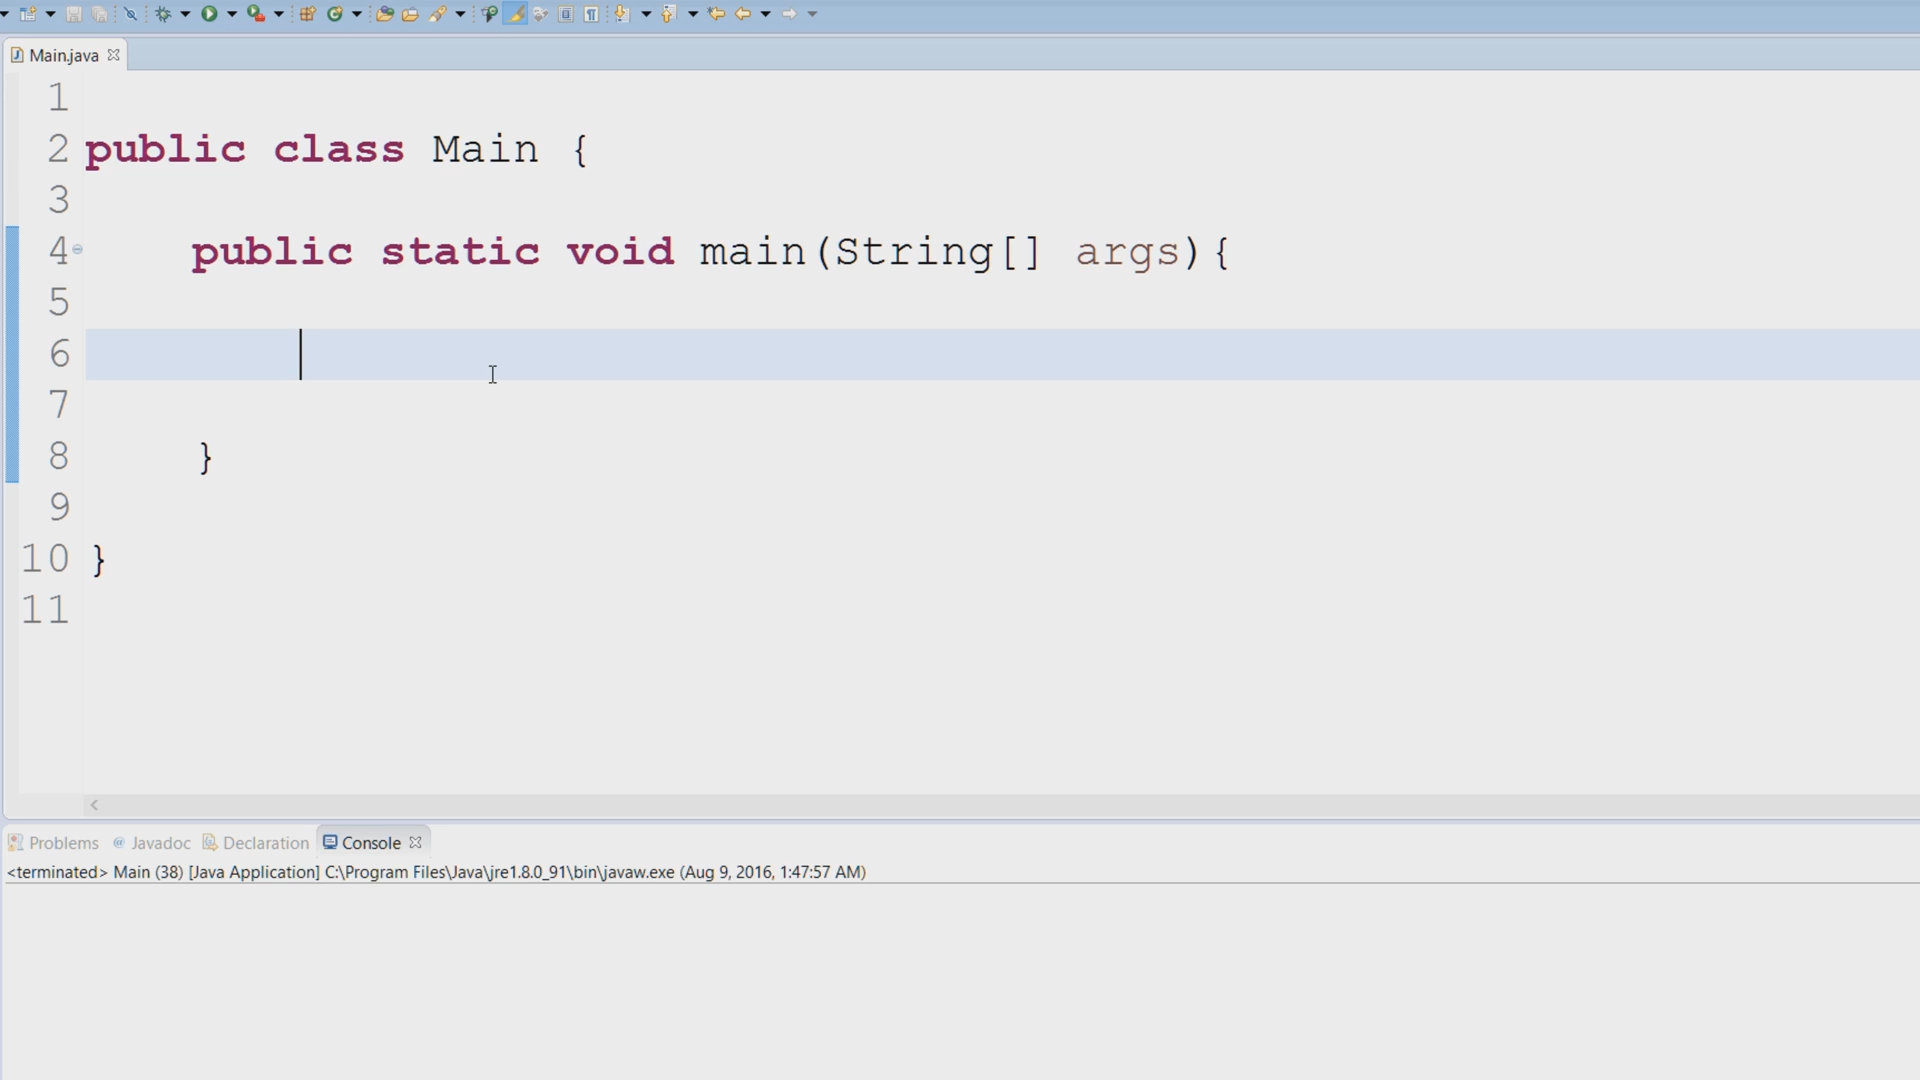 Main.java
1
2 public class Main {
3
4 public static void main(String[] args){
5
6
7
8 }
9
10 }
11
Problems @ Javadoc Declaration Console
<terminated> Main (38) [Java Application] C:\Program Files\Java\jre1.8.0_91\bin\javaw.exe (Aug 9, 2016, 1:47:57 AM)